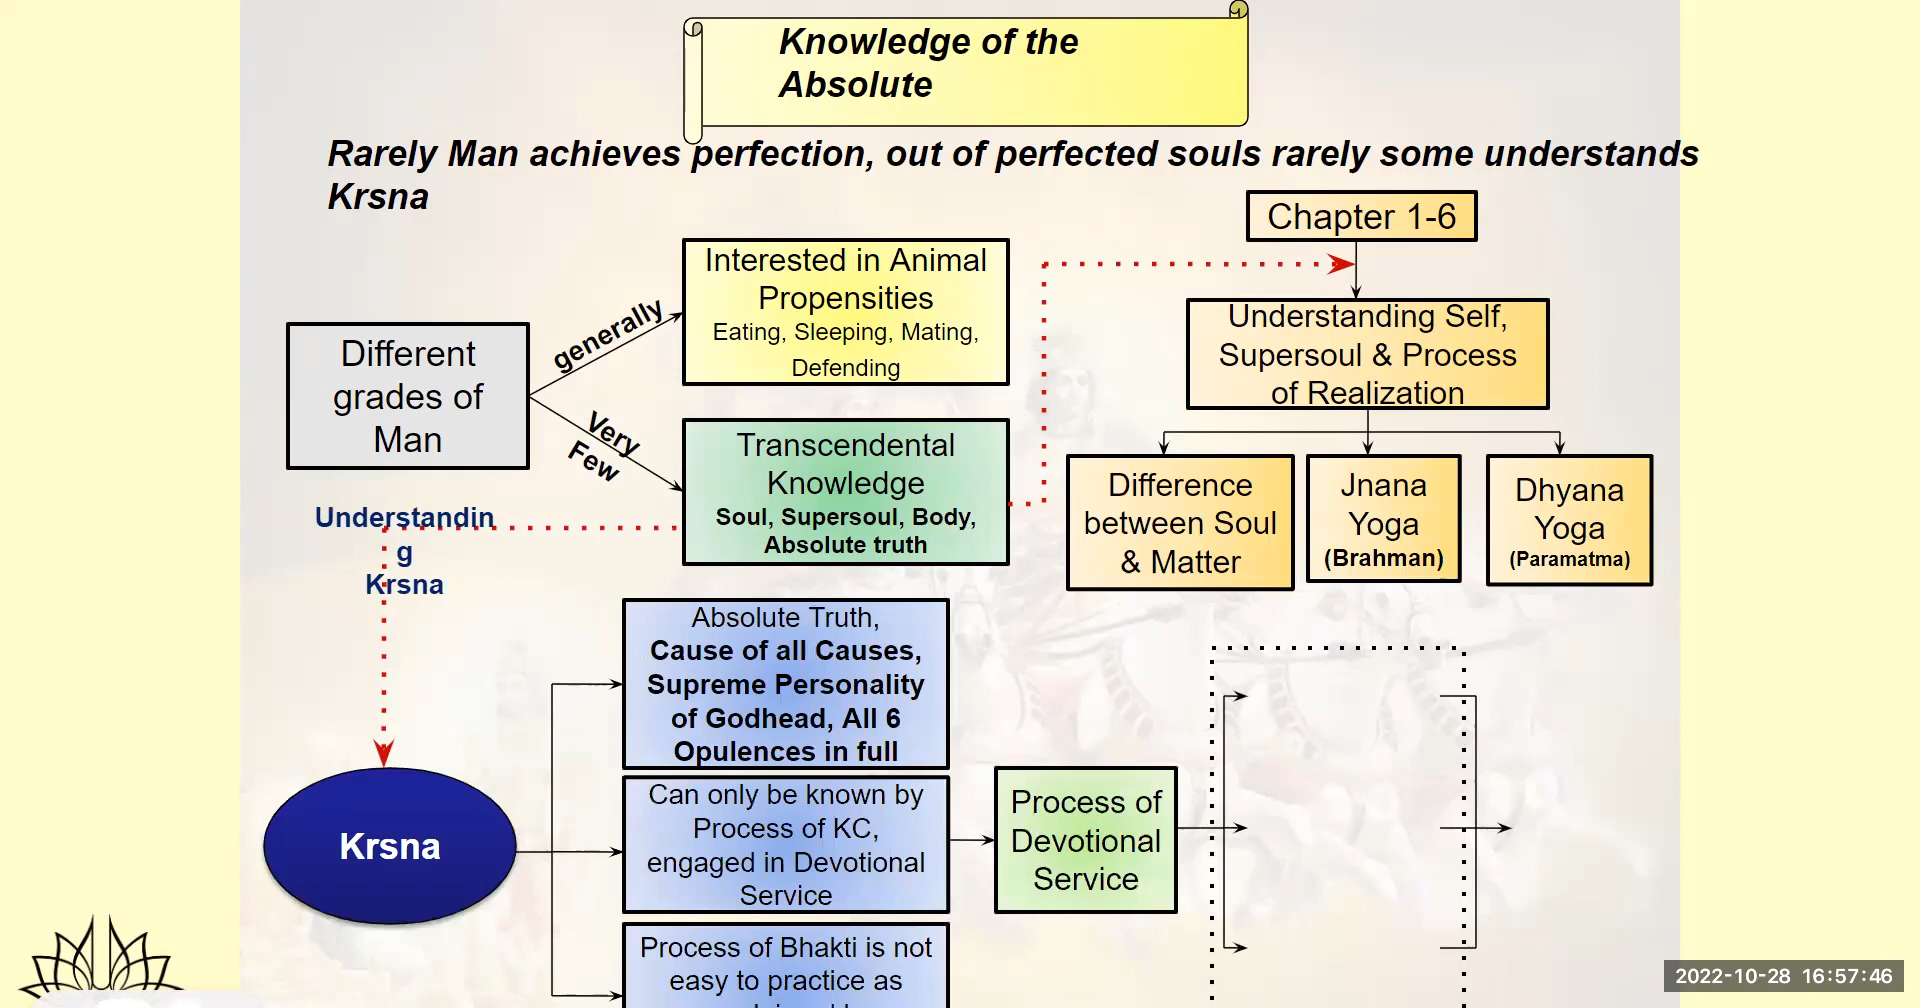 Knowledge of the
Absolute
Rarely Man achieves perfection, out of perfected souls rarely some understands
Krsna
Chapter 1-6
Interested in Animal
Propensities
Eating, Sleeping, Mating,
Defending
generally
Understanding Self,
Supersoul & Process
of Realization
Different
grades of
Man
Very
Few
Transcendental
Knowledge
Soul, Supersoul, Body,
Absolute truth
Difference
between Soul
& Matter
Jnana
Yoga
(Brahman)
Dhyana
Yoga
(Paramatma)
Understandin
g
Krsna
Absolute Truth,
Cause of all Causes,
Supreme Personality
of Godhead, All 6
Opulences in full
Krsna
Can only be known by
Process of KC,
engaged in Devotional
Service
Process of
Devotional
Service
Process of Bhakti is not
easy to practice as
2022-10-28 16:57:46